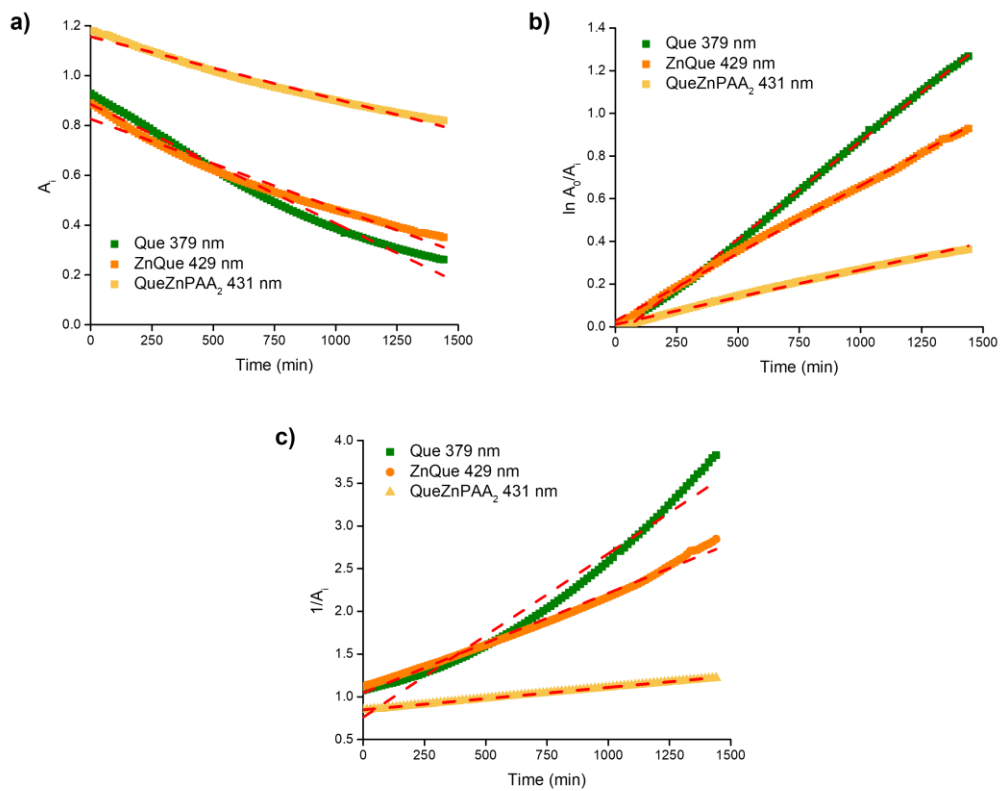 a)
1.2
1.0
0.8
0.6
0.4
0.2
0.0
A_i
Que 379 nm
ZnQue 429 nm
QueZnPAA₂ 431 nm
0 250 500 750 1000 1250 1500
Time (min)
b)
1.4
1.2
1.0
0.8
0.6
0.4
0.2
0.0
ln A₀/A_i
Que 379 nm
ZnQue 429 nm
QueZnPAA₂ 431 nm
0 250 500 750 1000 1250 1500
Time (min)
c)
4.0
3.5
3.0
2.5
2.0
1.5
1.0
0.5
1/A_i
Que 379 nm
ZnQue 429 nm
QueZnPAA₂ 431 nm
0 250 500 750 1000 1250 1500
Time (min)